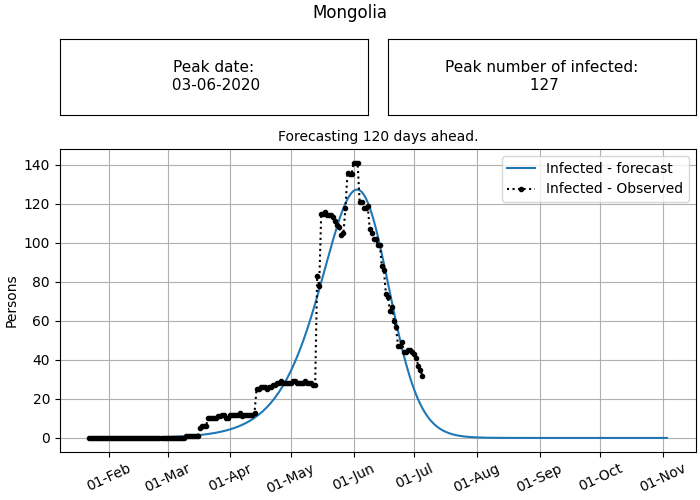 Mongolia
Peak date:
03-06-2020
Peak number of infected:
127
Forecasting 120 days ahead.
Infected - forecast
Infected - Observed
Persons
140
120
100
80
60
40
20
0
01-Feb
01-Mar
01-Apr
01-May
01-Jun
01-Jul
01-Aug
01-Sep
01-Oct
01-Nov